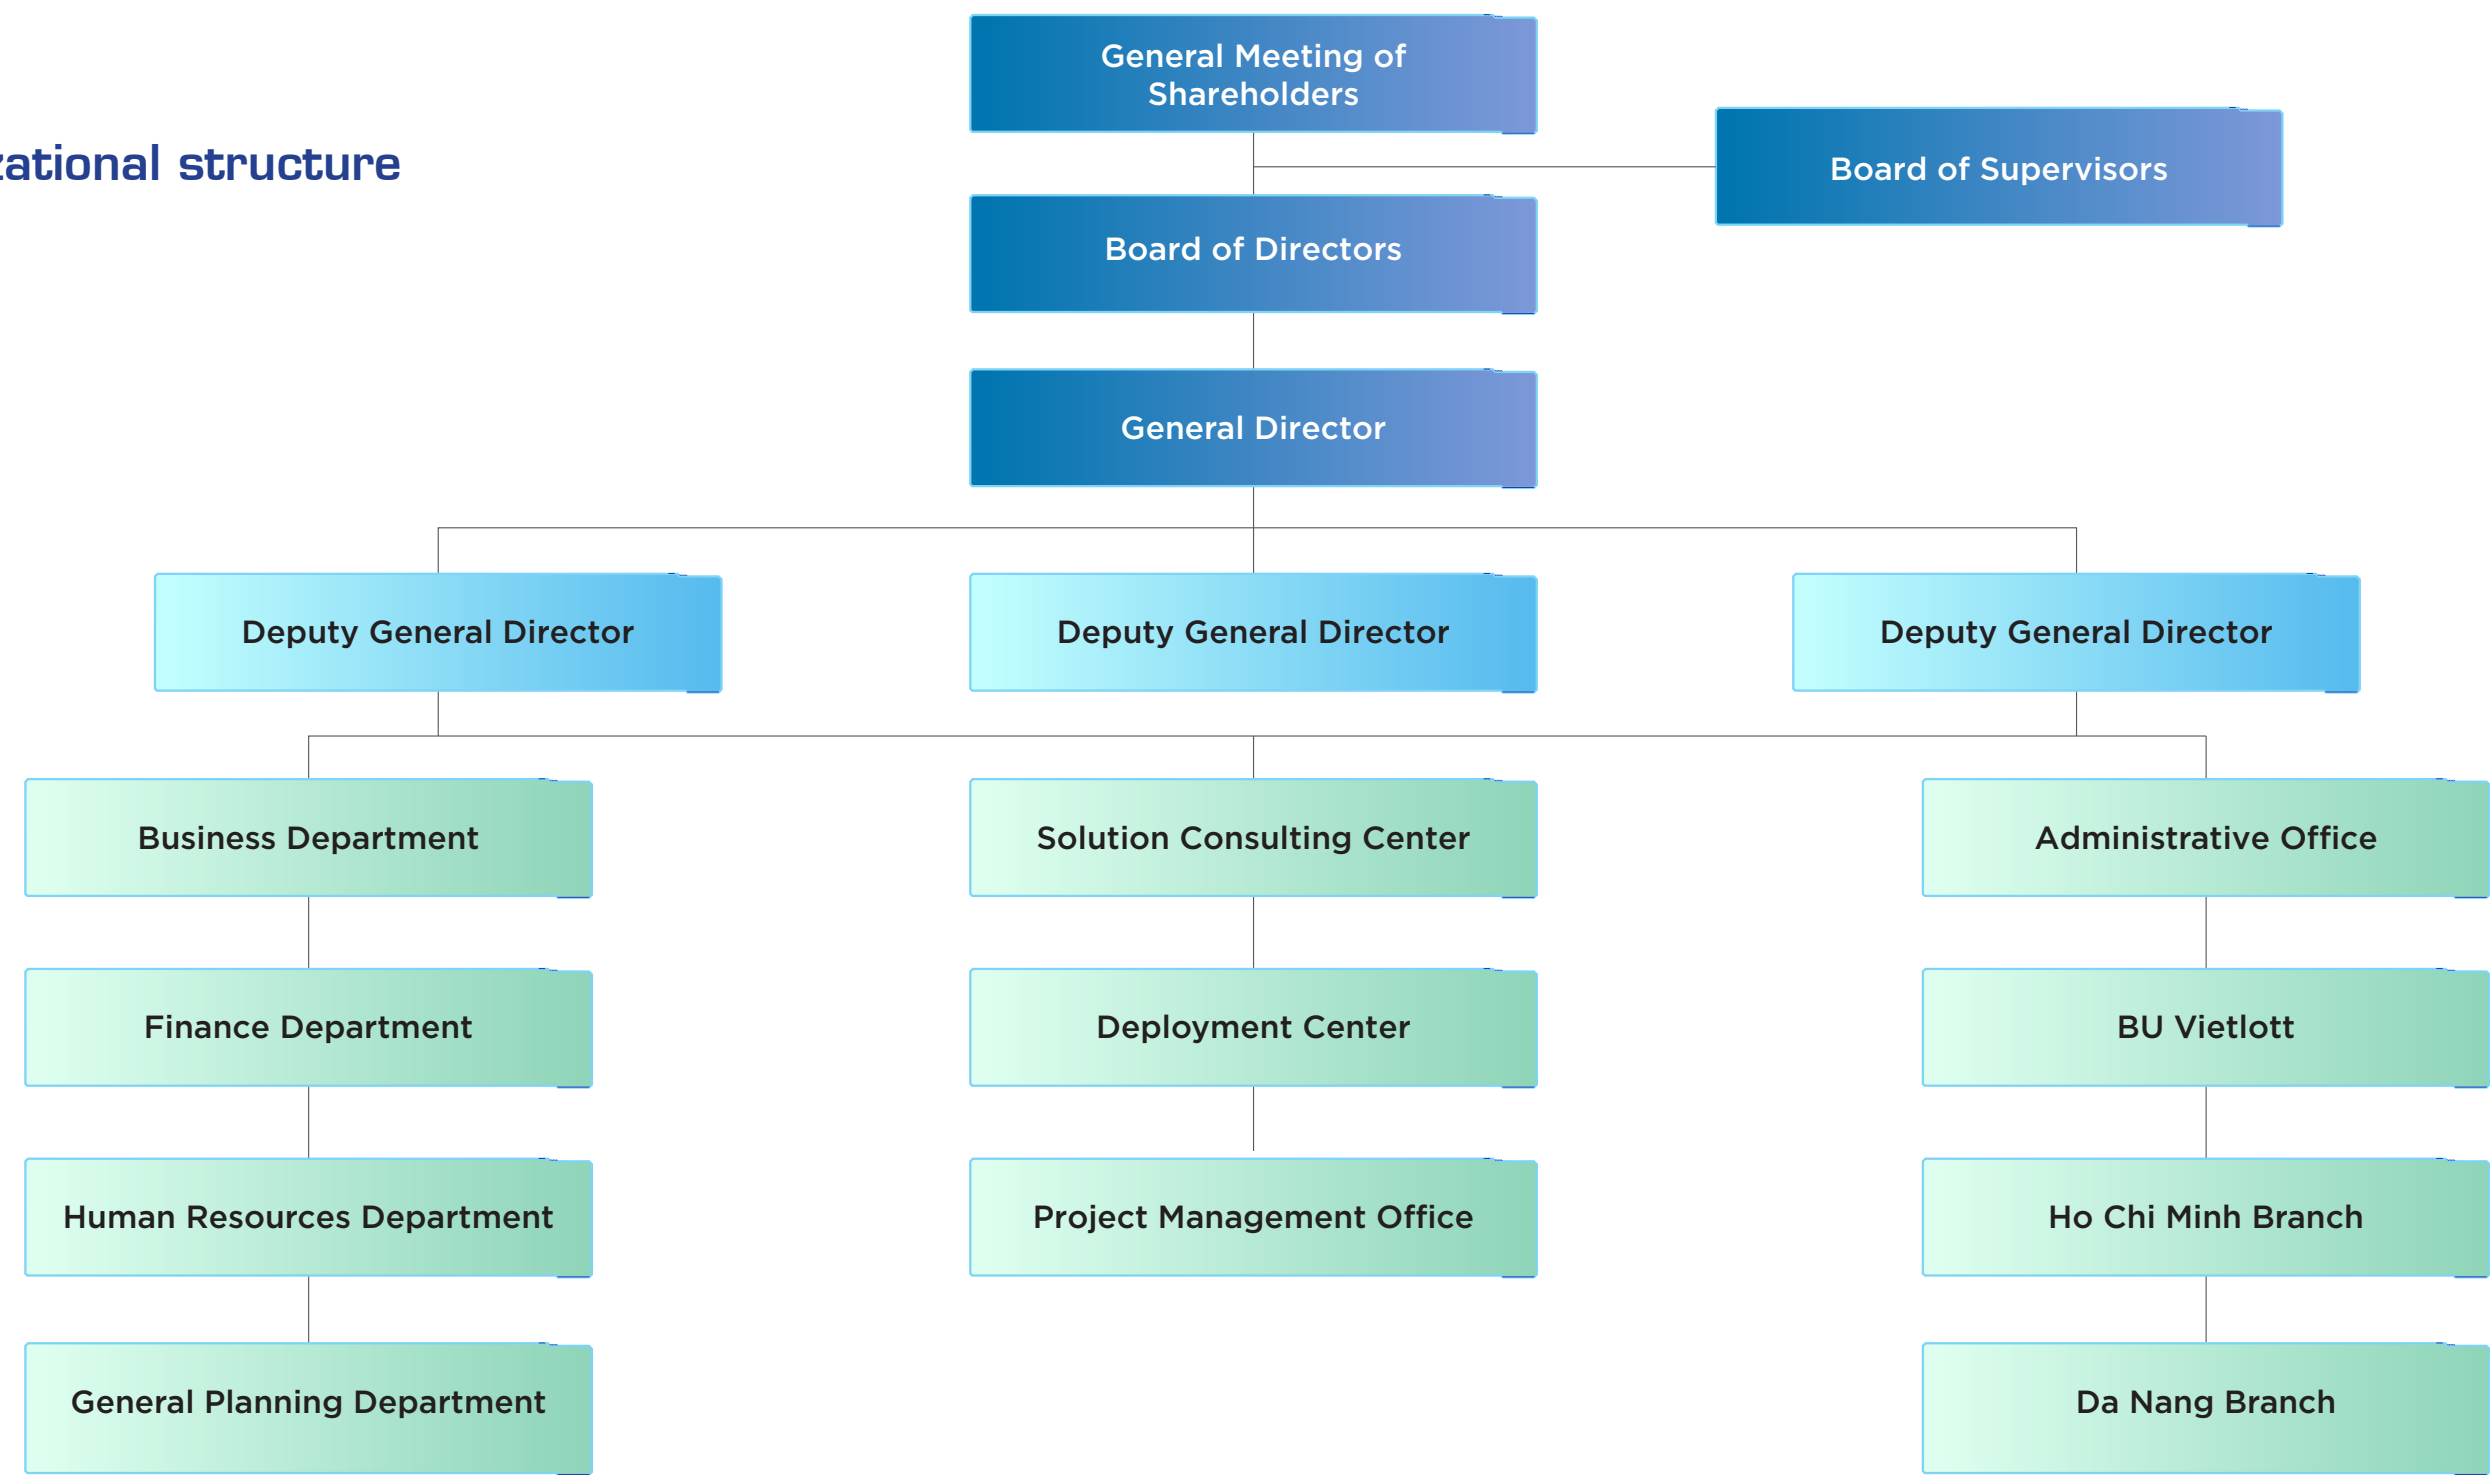 General Meeting of
Shareholders
zational structure
Board of Supervisors
Board of Directors
General Director
Deputy General Director
Deputy General Director
Deputy General Director
Business Department
Solution Consulting Center
Administrative Office
Finance Department
Deployment Center
BU Vietlott
Human Resources Department
Project Management Office
Ho Chi Minh Branch
General Planning Department
Da Nang Branch